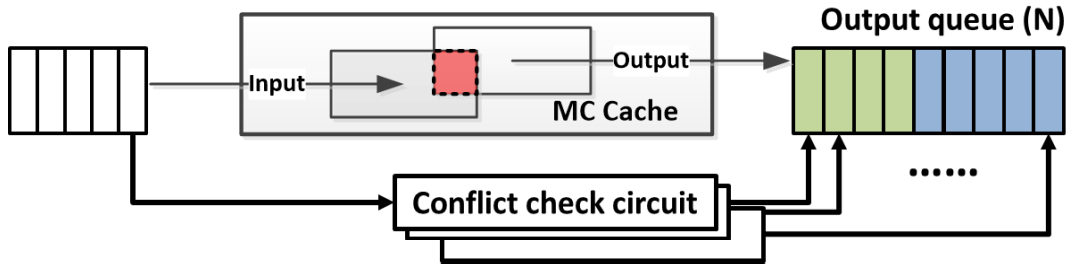 Output queue (N)
Input
Output
MC Cache
Conflict check circuit
......